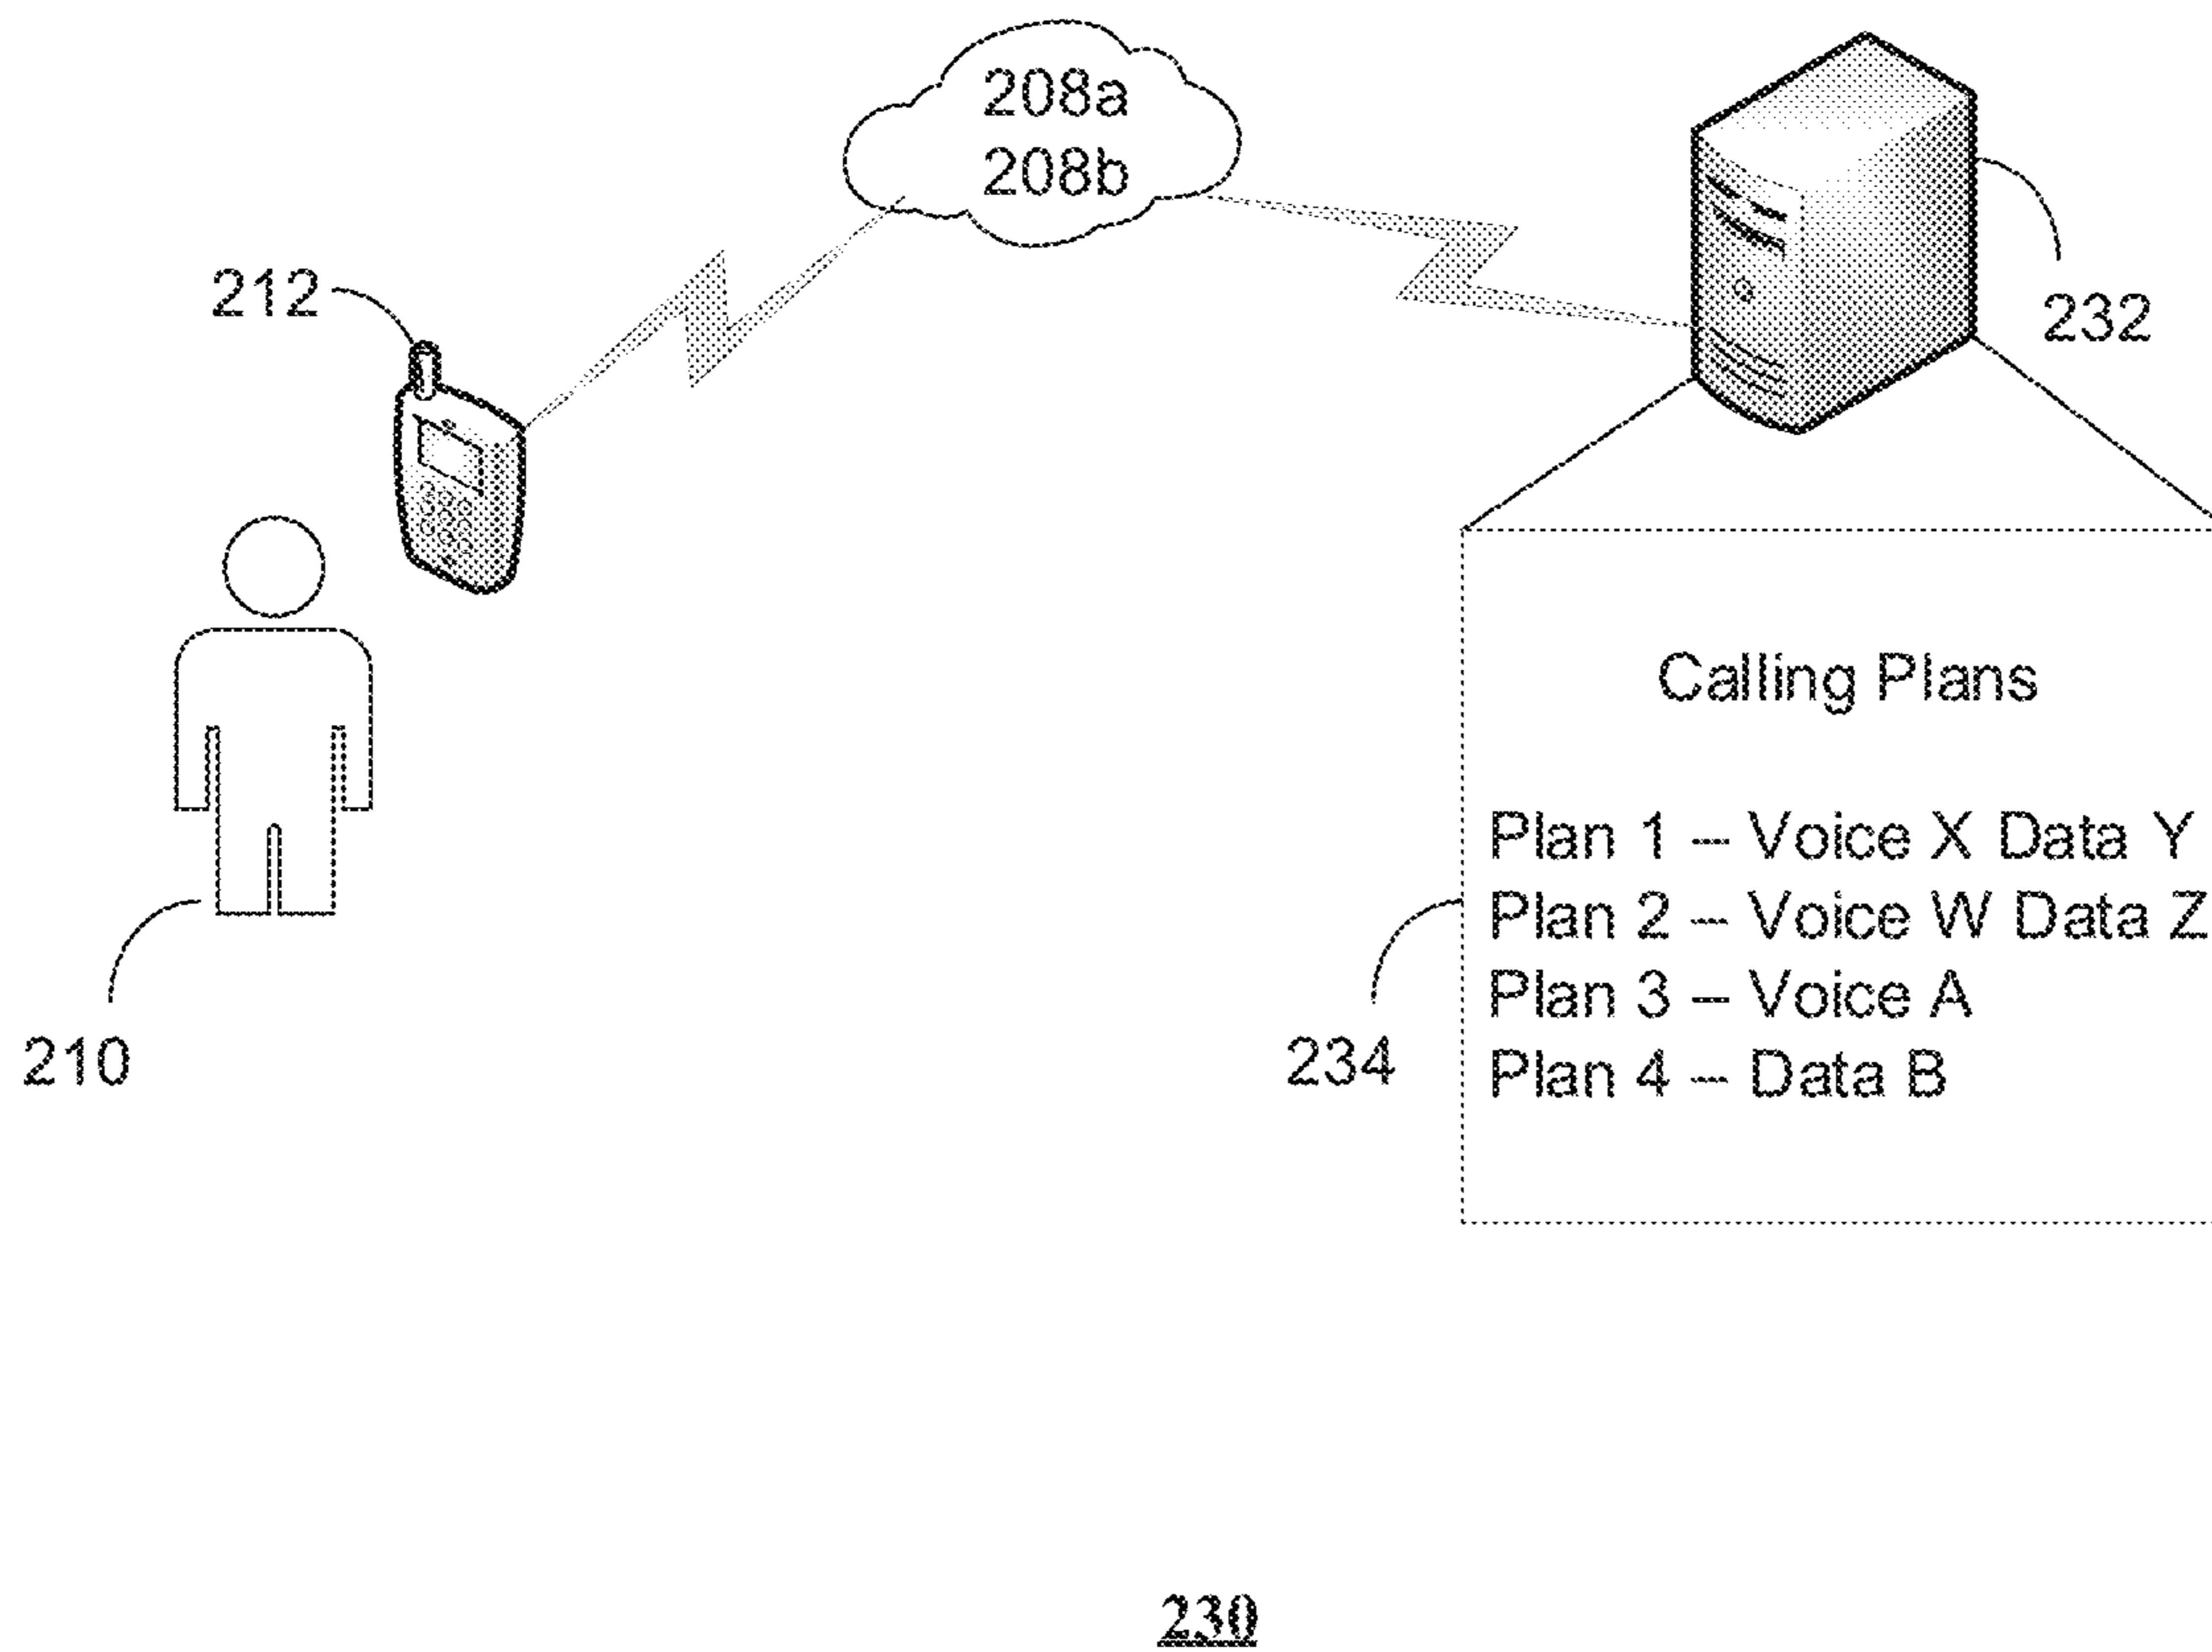 208a
208b
212
232
Calling Plans
Plan 1 – Voice X Data Y
Plan 2 – Voice W Data Z
Plan 3 – Voice A
Plan 4 – Data B
210
234
230